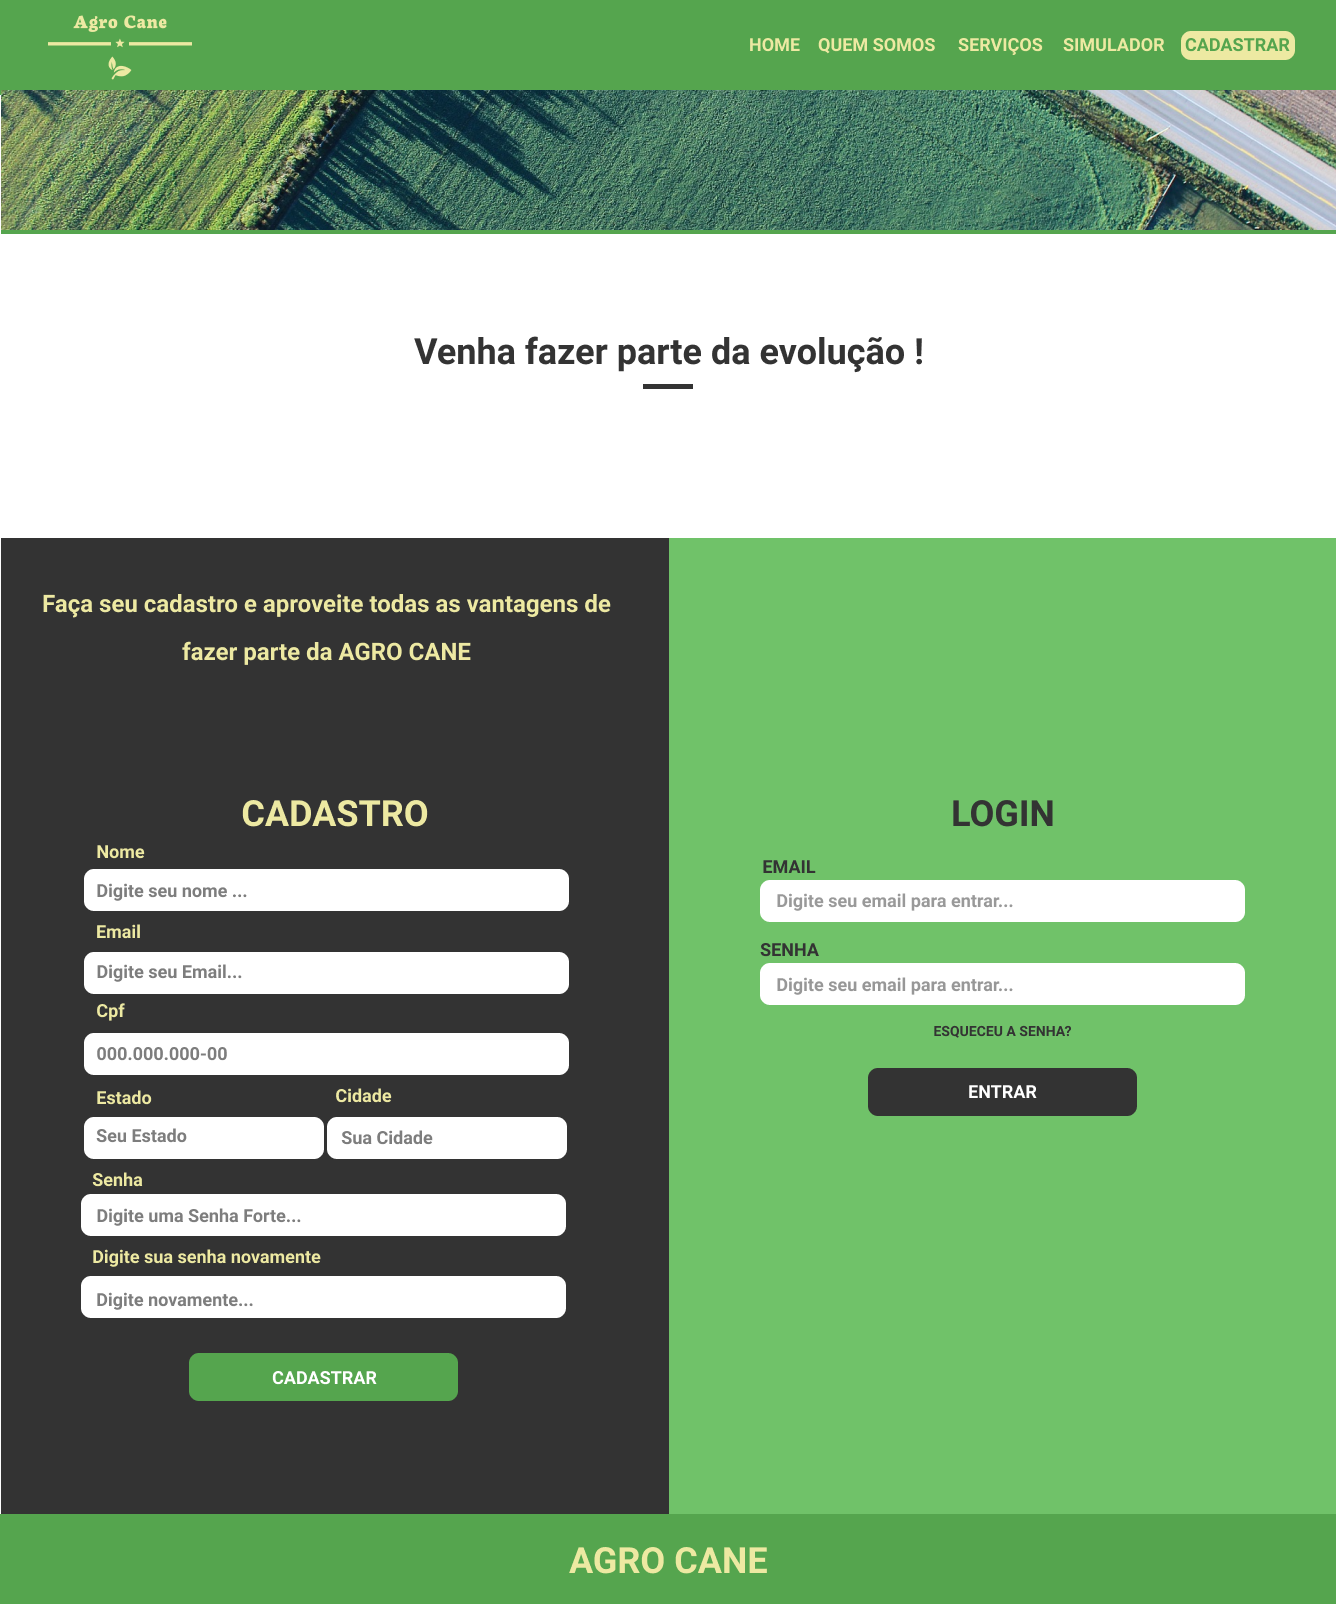 Agro Cane
HOME QUEM SOMOS SERVIÇOS SIMULADOR CADASTRAR
Venha fazer parte da evolução !
Faça seu cadastro e aproveite todas as vantagens de
fazer parte da AGRO CANE
CADASTRO
Nome
Digite seu nome ...
Email
Digite seu Email...
Cpf
000.000.000-00
Estado Cidade
Seu Estado Sua Cidade
Senha
Digite uma Senha Forte...
Digite sua senha novamente
Digite novamente...
CADASTRAR
LOGIN
EMAIL
Digite seu email para entrar...
SENHA
Digite seu email para entrar...
ESQUECEU A SENHA?
ENTRAR
AGRO CANE